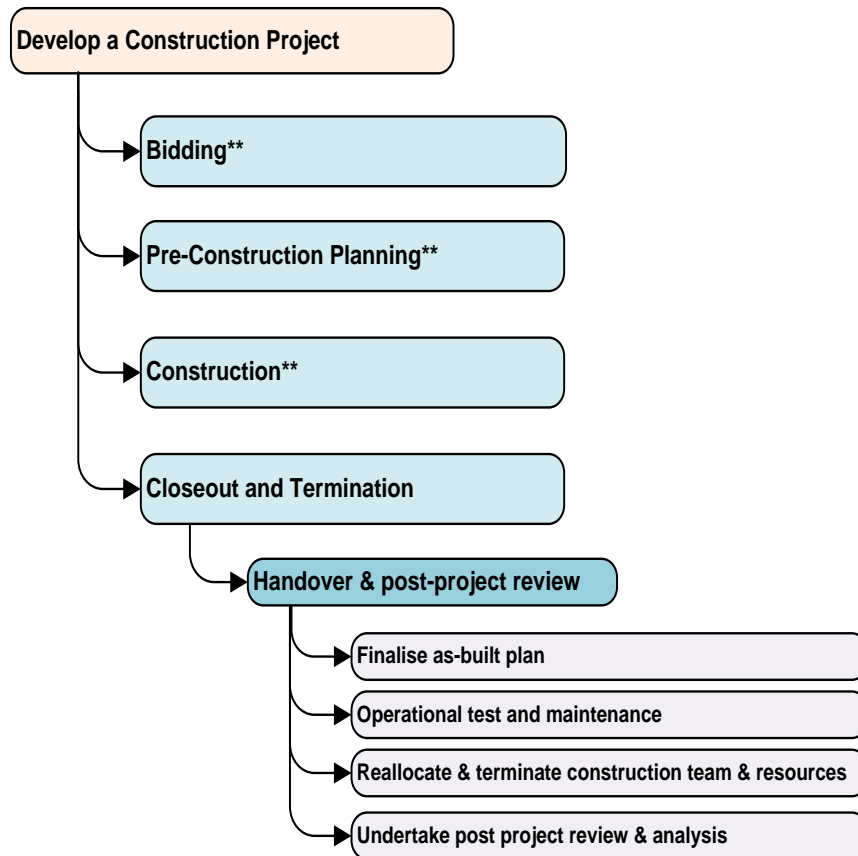 Develop a Construction Project
Bidding**
Pre-Construction Planning**
Construction**
Closeout and Termination
Handover & post-project review
Finalise as-built plan
Operational test and maintenance
Reallocate & terminate construction team & resources
Undertake post project review & analysis